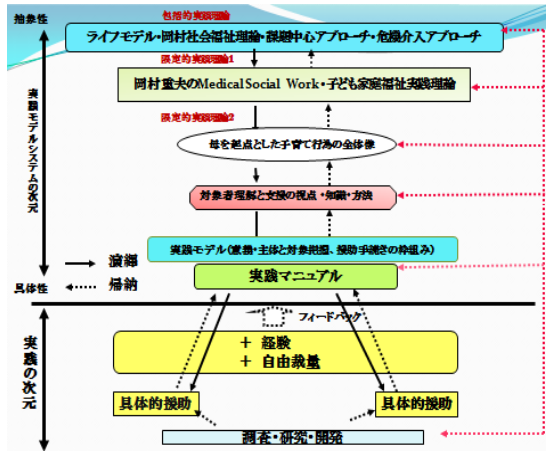 抽象性
包括的実践理論
ライフモデル・岡村社会福祉理論・課題中心アプローチ・危機介入アプローチ
限定的実践理論1
岡村重夫のMedical Social Work・子ども家庭福祉実践理論
限定的実践理論2
母を起点とした子育て行為の全体像
対象者理解と支援の視点・知識・方法
実践モデル(意義・主体と対象規模、援助手続きの枠組み)
実践マニュアル
実践モデルシステムの次元
演繹
帰納
具体性
フィードバック
実践の次元
+ 経験
+ 自由裁量
具体的援助
具体的援助
調査・研究・開発